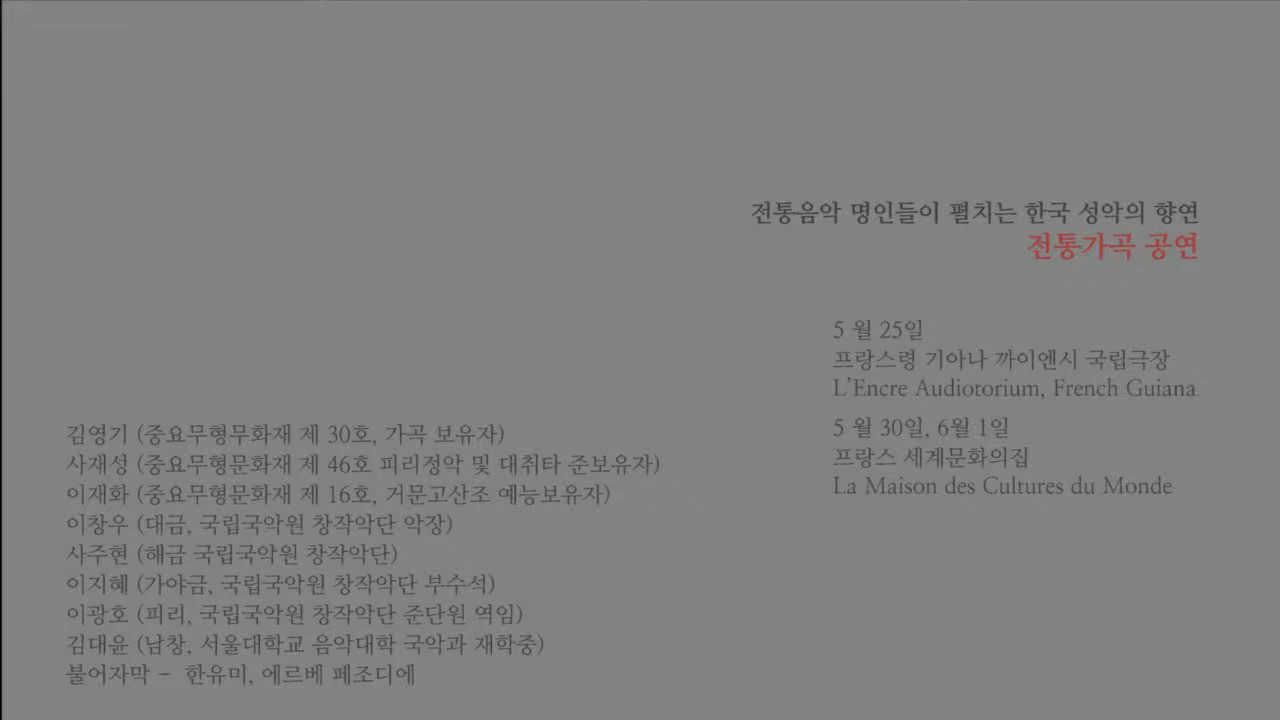 전통음악 명인들이 펼치는 한국 성악의 향연
전통가곡 공연
5 월 25일
프랑스령 기아나 까이엔시 국립극장
L'Encre Audiotorium, French Guiana
5 월 30일, 6월 1일
프랑스 세계문화의집
La Maison des Cultures du Monde
김영기 (중요무형무화재 제 30호, 가곡 보유자)
사재성 (중요무형문화재 제 46호 피리정악 및 대취타 준보유자)
이재화 (중요무형문화재 제 16호, 거문고산조 예능보유자)
이창우 (대금, 국립국악원 창작악단 악장)
사주현 (해금 국립국악원 창작악단)
이지혜 (가야금, 국립국악원 창작악단 부수석)
이광호 (피리, 국립국악원 창작악단 준단원 역임)
김대윤 (남창, 서울대학교 음악대학 국악과 재학중)
불어자막 - 한유미, 에르베 페조디에